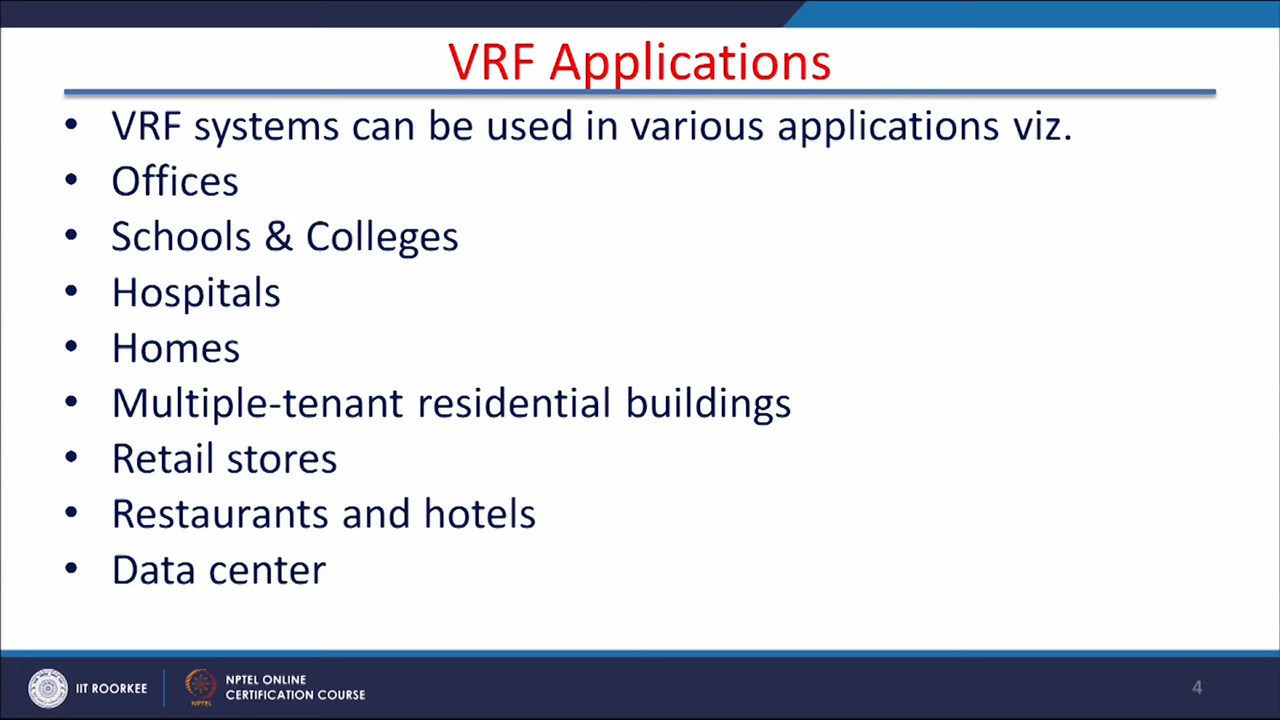 VRF Applications
• VRF systems can be used in various applications viz.
• Offices
• Schools & Colleges
• Hospitals
• Homes
• Multiple-tenant residential buildings
• Retail stores
• Restaurants and hotels
• Data center
IIT ROORKEE
NPTEL
NPTEL ONLINE
CERTIFICATION COURSE
4